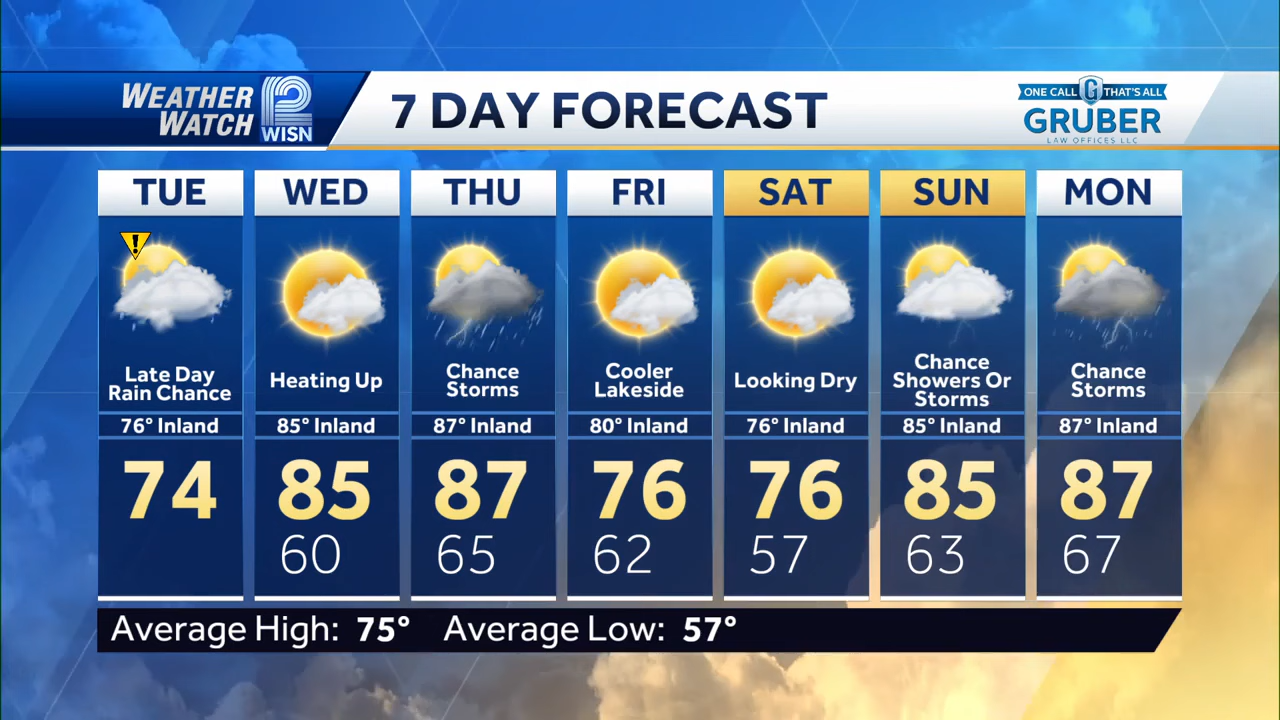 WEATHER
WATCH
12
WISN
7 DAY FORECAST
ONE CALL G THAT'S ALL
GRUBER
LAW OFFICES LLC
TUE
WED
THU
FRI
SAT
SUN
MON
!
Late Day
Rain Chance
Heating Up
Chance
Storms
Cooler
Lakeside
Looking Dry
Chance
Showers Or
Storms
Chance
Storms
76° Inland
85° Inland
87° Inland
80° Inland
76° Inland
85° Inland
87° Inland
74
85
87
76
76
85
87
60
65
62
57
63
67
Average High: 75° Average Low: 57°